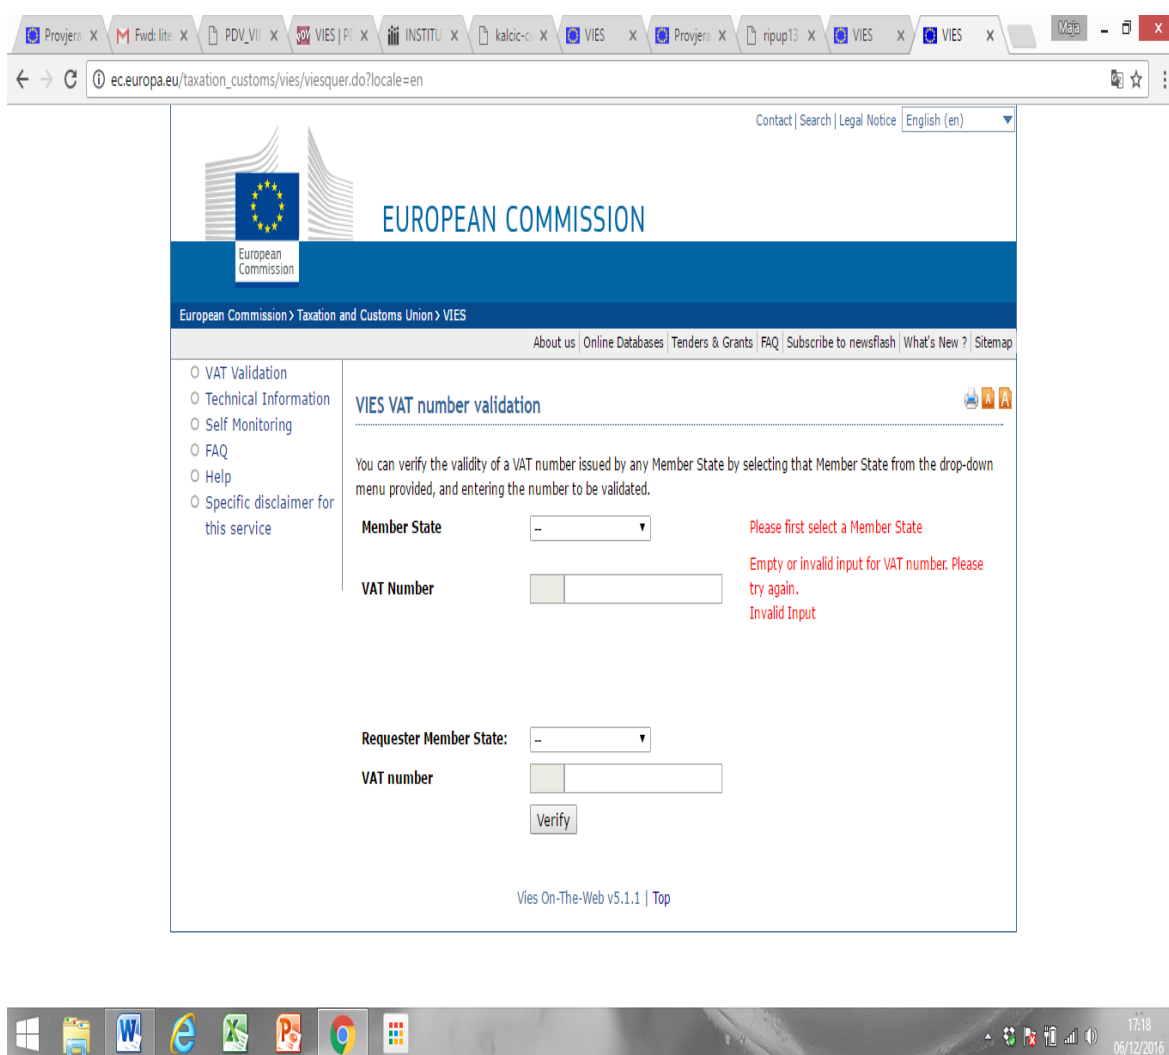 Provjera
Fwd: lite
PDV_VII
VIES | PD
INSTITU
kalcic-c
VIES
Provjera
ripup13
VIES
VIES
Maja
ec.europa.eu/taxation_customs/vies/viesquer.do?locale=en
Contact | Search | Legal Notice English (en)
EUROPEAN COMMISSION
European
Commission
European Commission > Taxation and Customs Union > VIES
About us | Online Databases | Tenders & Grants | FAQ | Subscribe to newsflash | What's New ? | Sitemap
VAT Validation
Technical Information
Self Monitoring
FAQ
Help
Specific disclaimer for
this service
VIES VAT number validation
A A
You can verify the validity of a VAT number issued by any Member State by selecting that Member State from the drop-down
menu provided, and entering the number to be validated.
Member State -- Please first select a Member State
Empty or invalid input for VAT number. Please
VAT Number try again.
Invalid Input
Requester Member State: --
VAT number
Verify
Vies On-The-Web v5.1.1 | Top
17:18
06/12/2016